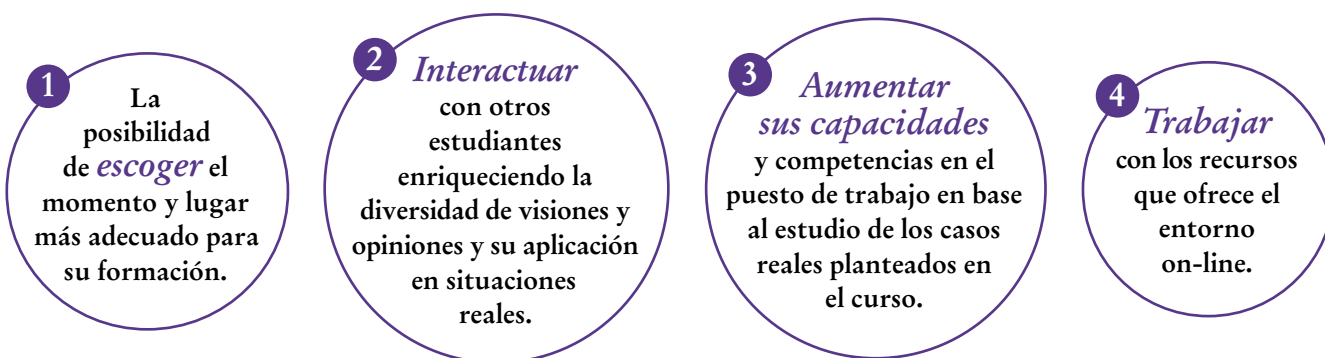 1
La
posibilidad
de escoger el
momento y lugar
más adecuado para
su formación.
2
Interactuar
con otros
estudiantes
enriqueciendo la
diversidad de visiones y
opiniones y su aplicación
en situaciones
reales.
3
Aumentar
sus capacidades
y competencias en el
puesto de trabajo en base
al estudio de los casos
reales planteados en
el curso.
4
Trabajar
con los recursos
que ofrece el
entorno
on-line.